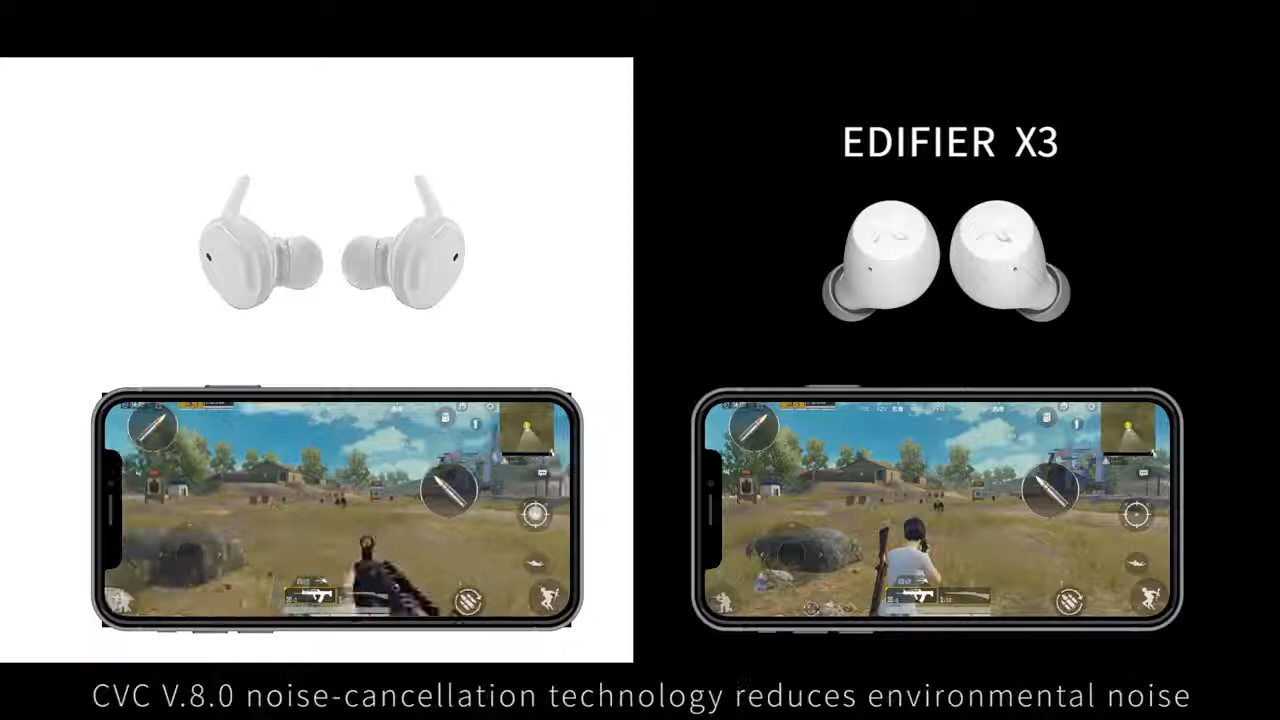 EDIFIER X3
CVC V.8.0 noise-cancellation technology reduces environmental noise